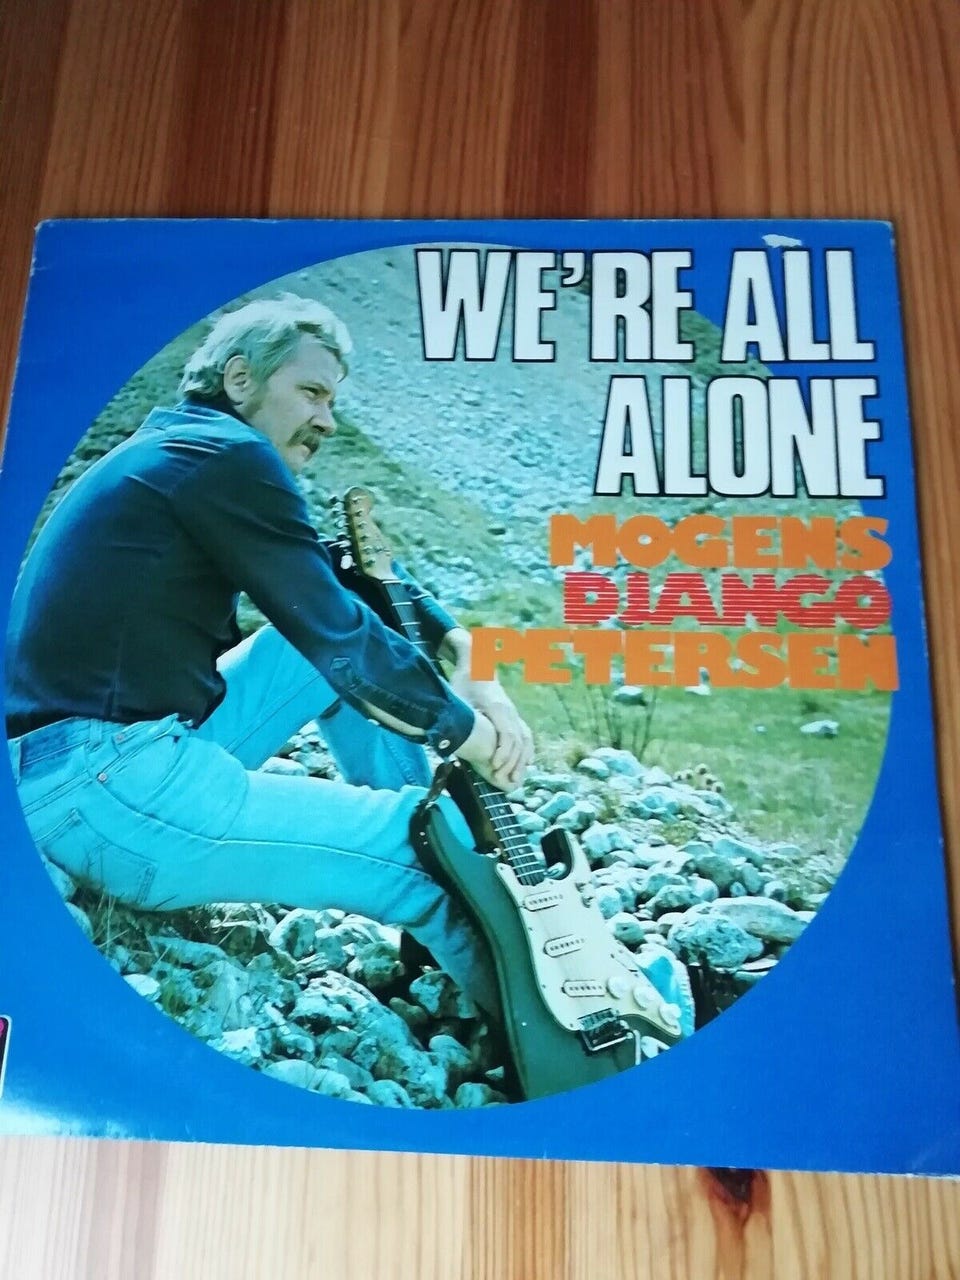 WE'RE ALL
ALONE
MOGENS
DJANGO
PETERSEN